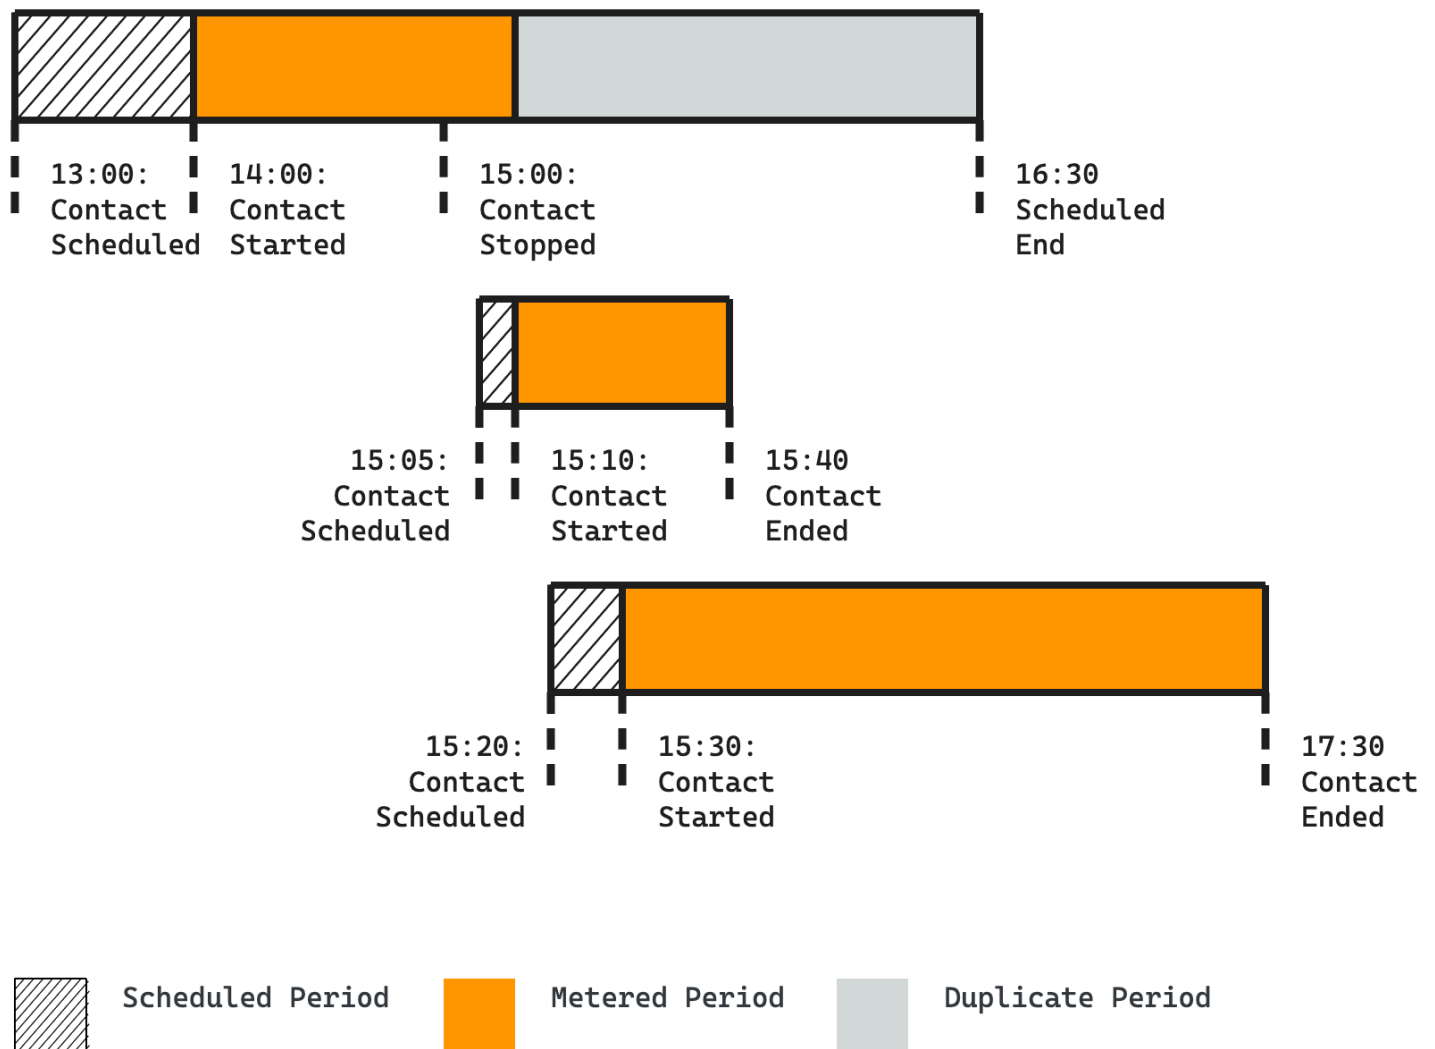 13:00:
Contact
Scheduled
14:00:
Contact
Started
15:00:
Contact
Stopped
16:30
Scheduled
End
15:05:
Contact
Scheduled
15:10:
Contact
Started
15:40
Contact
Ended
15:20:
Contact
Scheduled
15:30:
Contact
Started
17:30
Contact
Ended
Scheduled Period
Metered Period
Duplicate Period